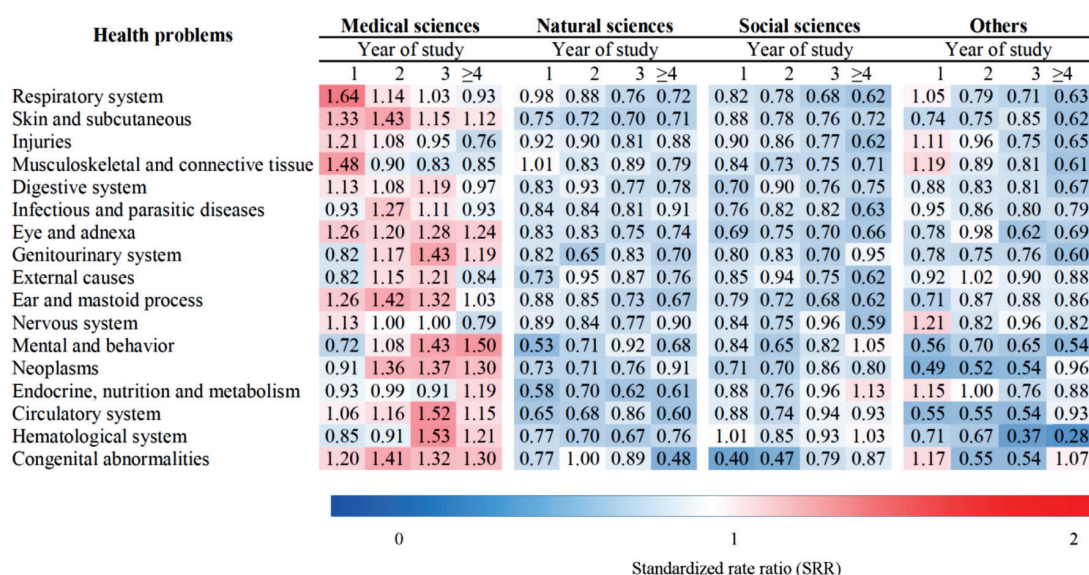 Health problems Medical sciences Natural sciences Social sciences Others
Year of study Year of study Year of study Year of study
1 2 3 ≥4 1 2 3 ≥4 1 2 3 ≥4 1 2 3 ≥4
Respiratory system 1.64 1.14 1.03 0.93 0.98 0.88 0.76 0.72 0.82 0.78 0.68 0.62 1.05 0.79 0.71 0.63
Skin and subcutaneous 1.33 1.43 1.15 1.12 0.75 0.72 0.70 0.71 0.88 0.78 0.76 0.72 0.74 0.75 0.85 0.62
Injuries 1.21 1.08 0.95 0.76 0.92 0.90 0.81 0.88 0.90 0.86 0.77 0.62 1.11 0.96 0.75 0.65
Musculoskeletal and connective tissue 1.48 0.90 0.83 0.85 1.01 0.83 0.89 0.79 0.84 0.73 0.75 0.71 1.19 0.89 0.81 0.61
Digestive system 1.13 1.08 1.19 0.97 0.83 0.93 0.77 0.78 0.70 0.90 0.76 0.75 0.88 0.83 0.81 0.67
Infectious and parasitic diseases 0.93 1.27 1.11 0.93 0.84 0.84 0.81 0.91 0.76 0.82 0.82 0.63 0.95 0.86 0.80 0.79
Eye and adnexa 1.26 1.20 1.28 1.24 0.82 0.83 0.75 0.74 0.69 0.75 0.70 0.66 0.78 0.98 0.62 0.69
Genitourinary system 0.82 1.17 1.43 1.19 0.82 0.65 0.83 0.70 0.80 0.83 0.70 0.95 0.78 0.75 0.76 0.60
External causes 0.82 1.15 1.21 0.84 0.73 0.95 0.87 0.76 0.85 0.94 0.75 0.62 0.92 1.02 0.90 0.88
Ear and mastoid process 1.26 1.42 1.32 1.03 0.88 0.85 0.73 0.67 0.79 0.72 0.68 0.62 0.71 0.87 0.88 0.86
Nervous system 1.13 1.00 1.00 0.79 0.89 0.84 0.77 0.90 0.84 0.75 0.96 0.59 1.21 0.82 0.96 0.82
Mental and behavior 0.72 1.08 1.43 1.50 0.53 0.71 0.92 0.68 0.84 0.65 0.82 1.05 0.56 0.70 0.65 0.54
Neoplasms 0.91 1.36 1.37 1.30 0.73 0.71 0.76 0.91 0.71 0.70 0.86 0.80 0.49 0.52 0.54 0.96
Endocrine, nutrition and metabolism 0.93 0.99 0.91 1.19 0.58 0.70 0.62 0.61 0.88 0.76 0.96 1.13 1.15 1.00 0.76 0.88
Circulatory system 1.06 1.16 1.52 1.15 0.65 0.68 0.86 0.60 0.88 0.74 0.94 0.93 0.55 0.55 0.54 0.93
Hematological system 0.85 0.91 1.53 1.21 0.77 0.70 0.67 0.76 1.01 0.85 0.93 1.03 0.71 0.67 0.37 0.28
Congenital abnormalities 1.20 1.41 1.32 1.30 0.77 1.00 0.89 0.48 0.40 0.47 0.79 0.87 1.17 0.55 0.54 1.07
0 1 2
Standardized rate ratio (SRR)